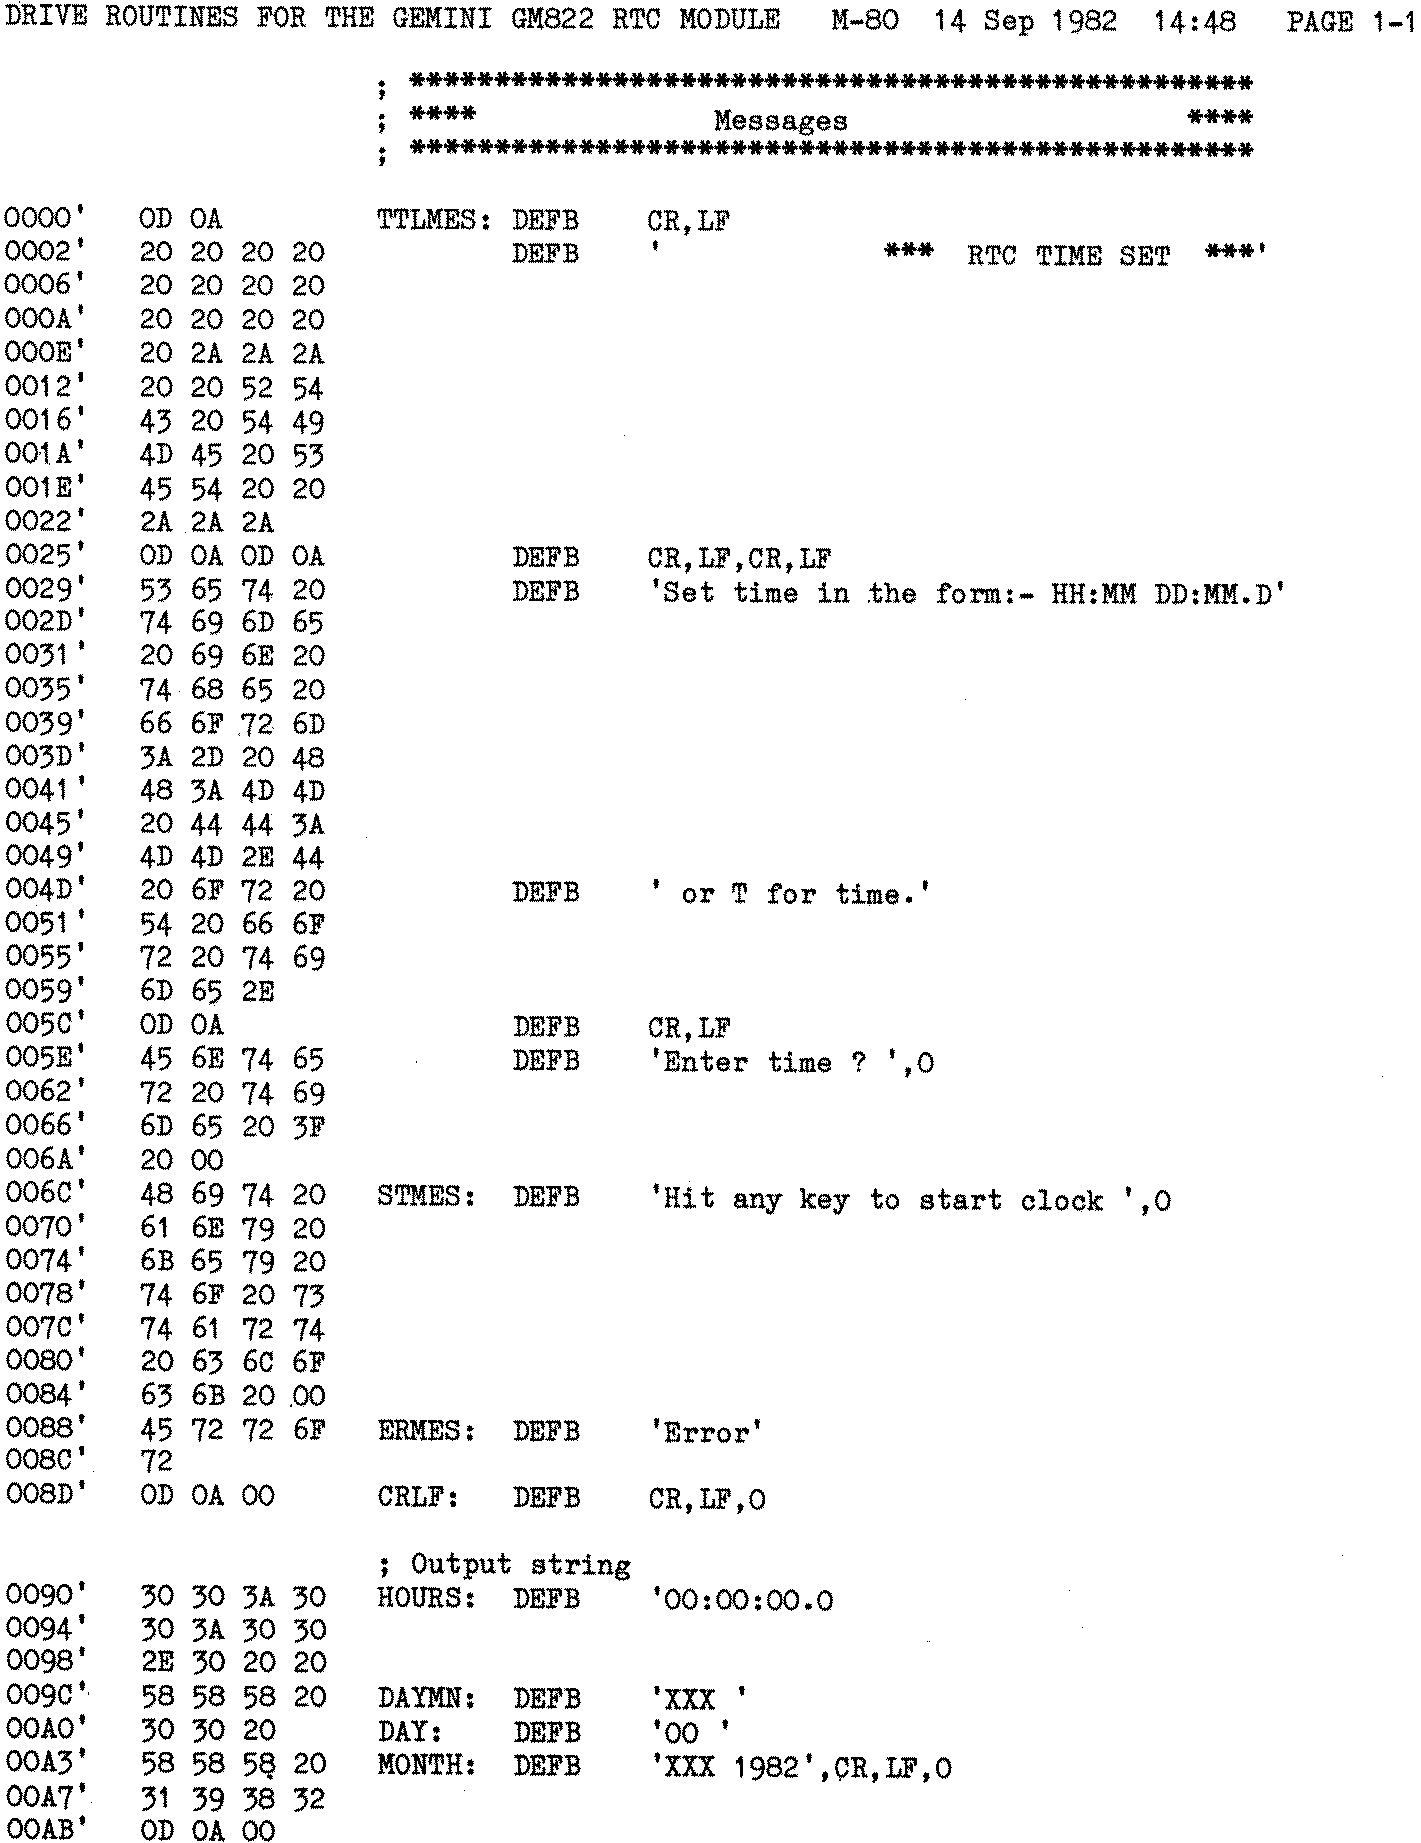 DRIVE ROUTINES FOR THE GEMINI GM822 RTC MODULE   M-80  14 Sep 1982  14:48   PAGE 1-1
; **************************************************
; ****              Messages                    ****
; **************************************************
0000'   0D 0A         TTLMES: DEFB    CR,LF
0002'   20 20 20 20           DEFB    '             ***  RTC TIME SET  ***'
0006'   20 20 20 20
000A'   20 20 20 20
000E'   20 2A 2A 2A
0012'   20 20 52 54
0016'   43 20 54 49
001A'   4D 45 20 53
001E'   45 54 20 20
0022'   2A 2A 2A
0025'   0D 0A 0D 0A           DEFB    CR,LF,CR,LF
0029'   53 65 74 20           DEFB    'Set time in the form:- HH:MM DD:MM.D'
002D'   74 69 6D 65
0031'   20 69 6E 20
0035'   74 68 65 20
0039'   66 6F 72 6D
003D'   3A 2D 20 48
0041'   48 3A 4D 4D
0045'   20 44 44 3A
0049'   4D 4D 2E 44
004D'   20 6F 72 20           DEFB    ' or T for time.'
0051'   54 20 66 6F
0055'   72 20 74 69
0059'   6D 65 2E
005C'   0D 0A                 DEFB    CR,LF
005E'   45 6E 74 65           DEFB    'Enter time ? ',0
0062'   72 20 74 69
0066'   6D 65 20 3F
006A'   20 00
006C'   48 69 74 20   STMES:  DEFB    'Hit any key to start clock ',0
0070'   61 6E 79 20
0074'   6B 65 79 20
0078'   74 6F 20 73
007C'   74 61 72 74
0080'   20 63 6C 6F
0084'   63 6B 20 00
0088'   45 72 72 6F   ERMES:  DEFB    'Error'
008C'   72
008D'   0D 0A 00      CRLF:   DEFB    CR,LF,0
; Output string
0090'   30 30 3A 30   HOURS:  DEFB    '00:00:00.0
0094'   30 3A 30 30
0098'   2E 30 20 20
009C'   58 58 58 20   DAYMN:  DEFB    'XXX '
00A0'   30 30 20      DAY:    DEFB    '00 '
00A3'   58 58 58 20   MONTH:  DEFB    'XXX 1982',CR,LF,0
00A7'   31 39 38 32
00AB'   0D 0A 00